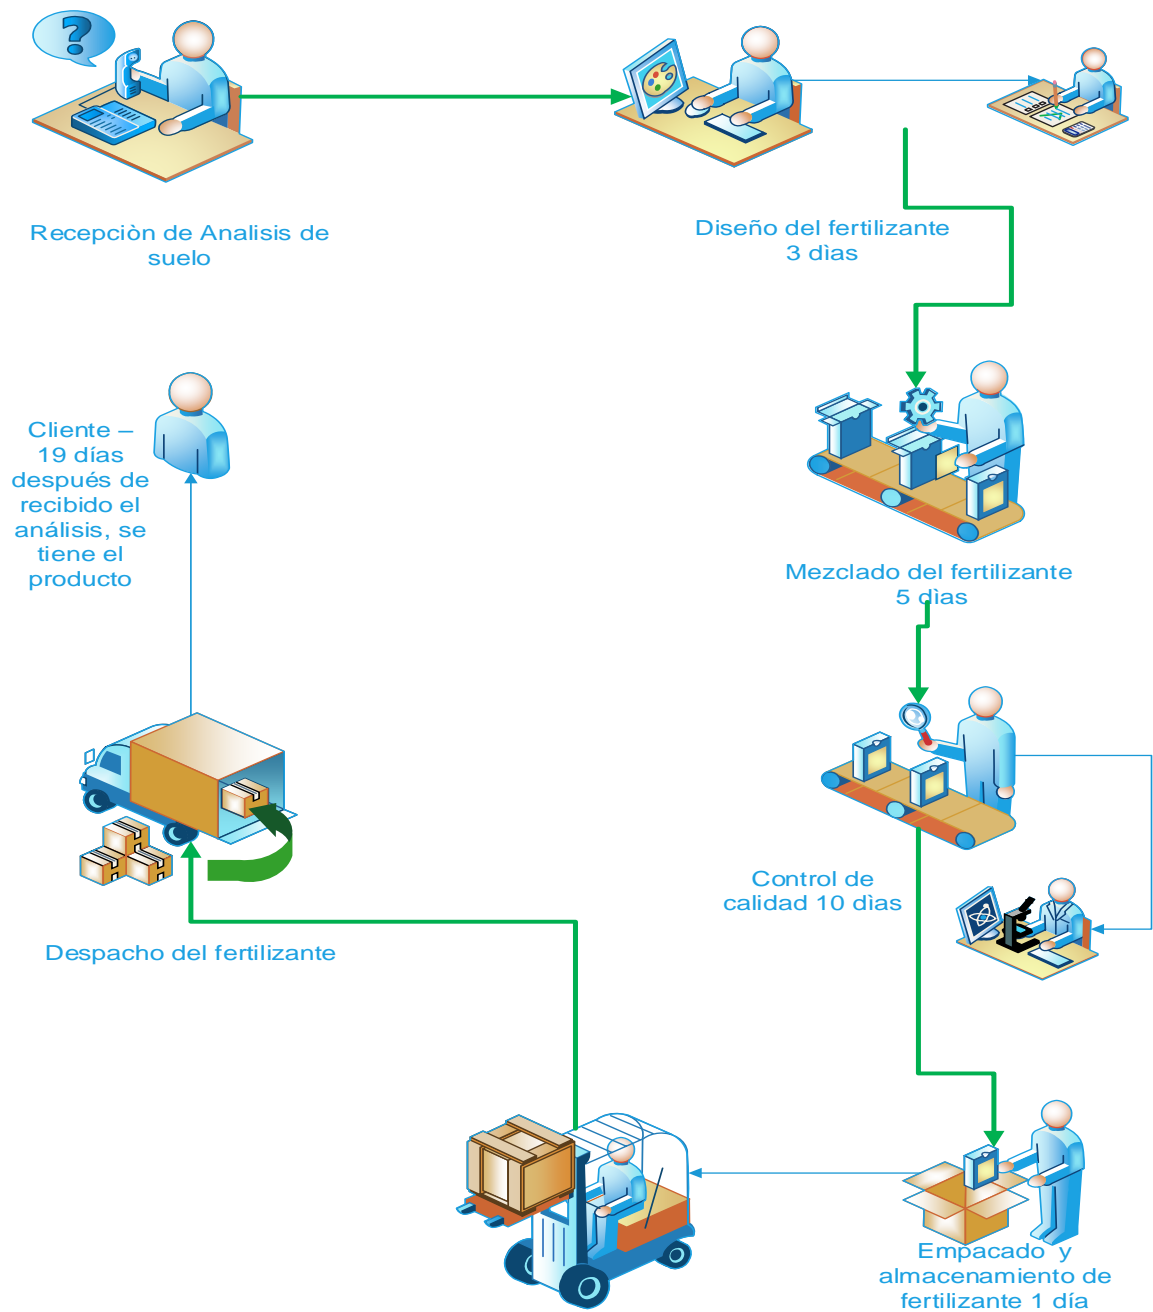 ?
Recepciòn de Analisis de
suelo
Diseño del fertilizante
3 dìas
Mezclado del fertilizante
5 dìas
Control de
calidad 10 dìas
Empacado y
almacenamiento de
fertilizante 1 día
Despacho del fertilizante
Cliente –
19 días
después de
recibido el
análisis, se
tiene el
producto